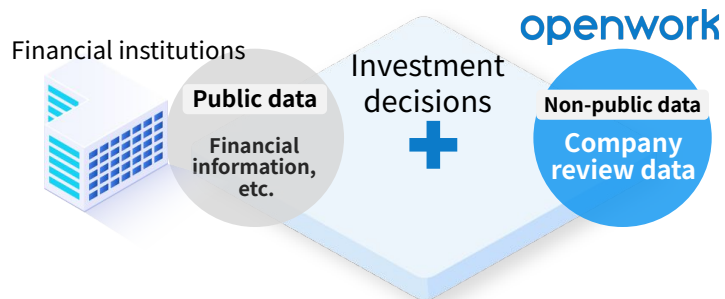 openwork
Financial institutions
Public data
Financial
information,
etc.
Investment
decisions
Non-public data
Company
review data